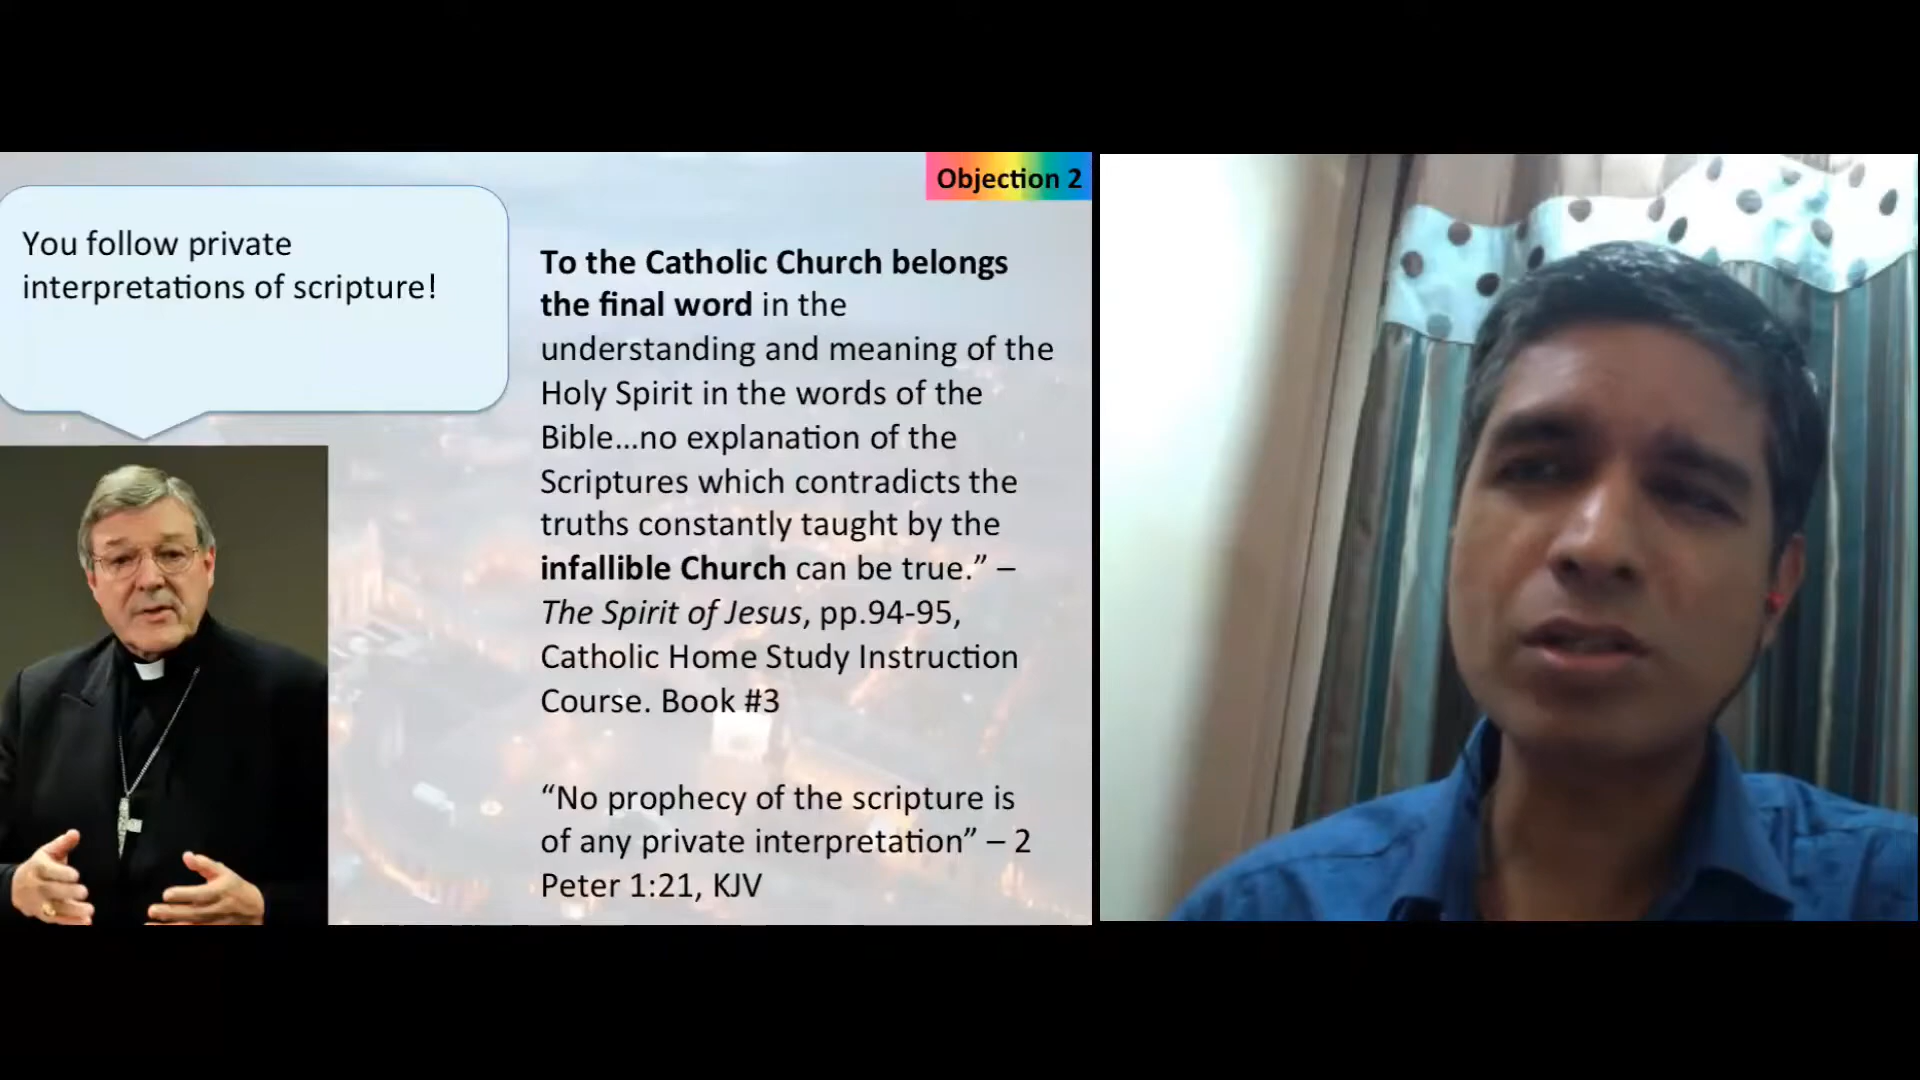 Objection 2
You follow private
interpretations of scripture!
To the Catholic Church belongs
the final word in the
understanding and meaning of the
Holy Spirit in the words of the
Bible...no explanation of the
Scriptures which contradicts the
truths constantly taught by the
infallible Church can be true.” –
The Spirit of Jesus, pp.94-95,
Catholic Home Study Instruction
Course. Book #3
“No prophecy of the scripture is
of any private interpretation” – 2
Peter 1:21, KJV